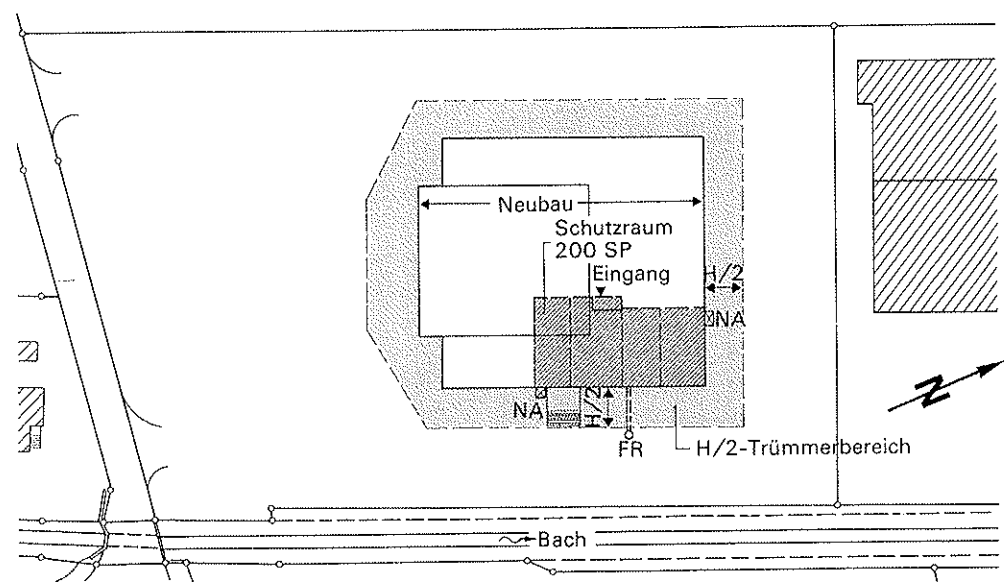 Neubau
Schutzraum
200 SP
Eingang
H/2
NA
NA
H/2
FR
H/2-Trümmerbereich
N
Bach